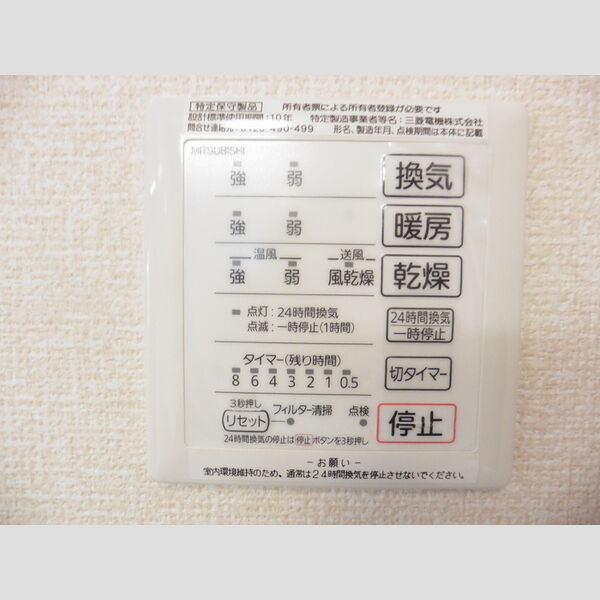 特定保守製品 所有者票による所有者登録が必要です
設計標準使用期間:10年 特定製造事業者等名:三菱電機株式会社
問合せ連絡先・0120-490-499 形名、製造年月、点検期間は本体に記載
MITSUBISHI
強 弱 換気
強 弱 暖房
温風 送風
強 弱 風乾燥 乾燥
点灯:24時間換気
点滅:一時停止(1時間)
24時間換気
一時停止
タイマー(残り時間)
8 6 4 3 2 1 0.5
切タイマー
3秒押し
リセット フィルター清掃 点検
停止
24時間換気の停止は停止ボタンを3秒押し
－お願い－
室内環境維持のため、通常は24時間換気を停止させないでください。